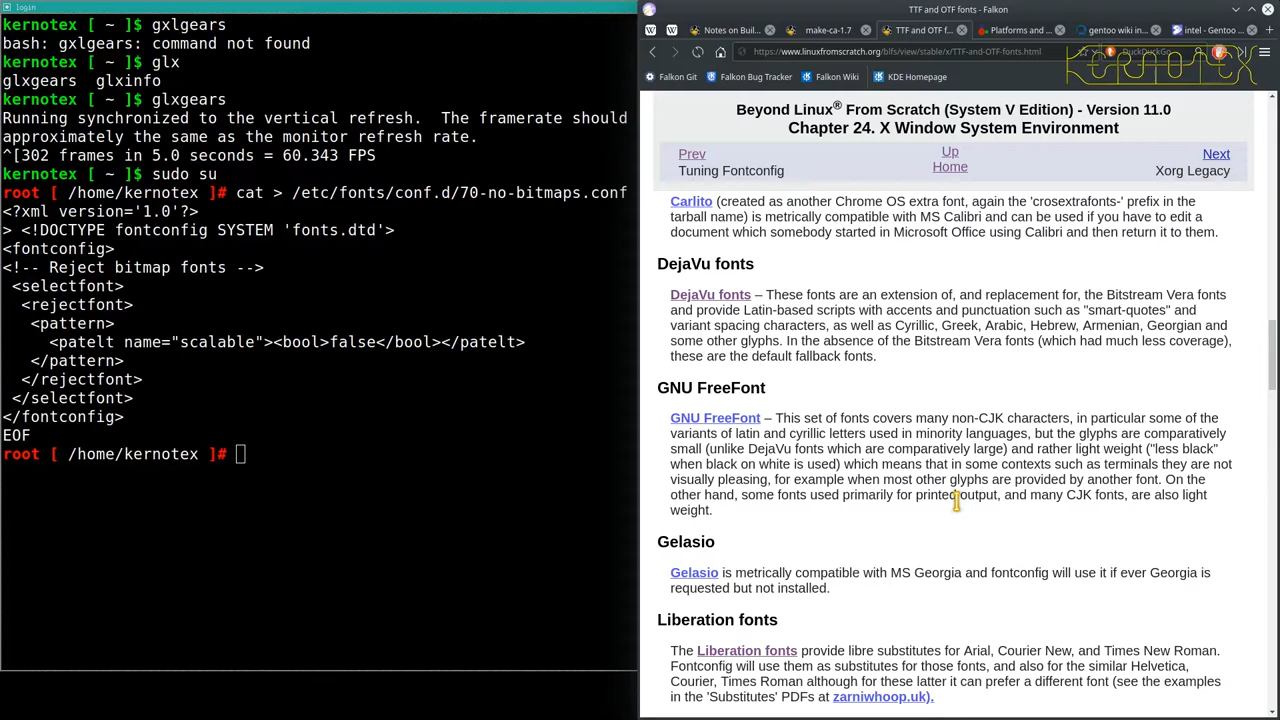 login
kernotex [ ~ ]$ gxlgears
bash: gxlgears: command not found
kernotex [ ~ ]$ glx
glxgears  glxinfo
kernotex [ ~ ]$ glxgears
Running synchronized to the vertical refresh.  The framerate should
approximately the same as the monitor refresh rate.
^[302 frames in 5.0 seconds = 60.343 FPS
kernotex [ ~ ]$ sudo su
root [ /home/kernotex ]# cat > /etc/fonts/conf.d/70-no-bitmaps.conf
<?xml version='1.0'?>
> <!DOCTYPE fontconfig SYSTEM 'fonts.dtd'>
<fontconfig>
<!-- Reject bitmap fonts -->
 <selectfont>
  <rejectfont>
   <pattern>
     <patelt name="scalable"><bool>false</bool></patelt>
   </pattern>
  </rejectfont>
 </selectfont>
</fontconfig>
EOF
root [ /home/kernotex ]#
TTF and OTF fonts - Falkon
Notes on Buil... make-ca-1.7 TTF and OTF f... Platforms and ... gentoo wiki in... intel - Gentoo ...
https://www.linuxfromscratch.org/blfs/view/stable/x/TTF-and-OTF-fonts.html DuckDuckGo
kernotex
Falkon Git Falkon Bug Tracker Falkon Wiki KDE Homepage
Beyond Linux® From Scratch (System V Edition) - Version 11.0
Chapter 24. X Window System Environment
Prev Up Next
Tuning Fontconfig Home Xorg Legacy
Carlito (created as another Chrome OS extra font, again the 'crosextrafonts-' prefix in the
tarball name) is metrically compatible with MS Calibri and can be used if you have to edit a
document which somebody started in Microsoft Office using Calibri and then return it to them.
DejaVu fonts
DejaVu fonts – These fonts are an extension of, and replacement for, the Bitstream Vera fonts
and provide Latin-based scripts with accents and punctuation such as "smart-quotes" and
variant spacing characters, as well as Cyrillic, Greek, Arabic, Hebrew, Armenian, Georgian and
some other glyphs. In the absence of the Bitstream Vera fonts (which had much less coverage),
these are the default fallback fonts.
GNU FreeFont
GNU FreeFont – This set of fonts covers many non-CJK characters, in particular some of the
variants of latin and cyrillic letters used in minority languages, but the glyphs are comparatively
small (unlike DejaVu fonts which are comparatively large) and rather light weight ("less black"
when black on white is used) which means that in some contexts such as terminals they are not
visually pleasing, for example when most other glyphs are provided by another font. On the
other hand, some fonts used primarily for printed output, and many CJK fonts, are also light
weight.
Gelasio
Gelasio is metrically compatible with MS Georgia and fontconfig will use it if ever Georgia is
requested but not installed.
Liberation fonts
The Liberation fonts provide libre substitutes for Arial, Courier New, and Times New Roman.
Fontconfig will use them as substitutes for those fonts, and also for the similar Helvetica,
Courier, Times Roman although for these latter it can prefer a different font (see the examples
in the 'Substitutes' PDFs at zarniwhoop.uk).